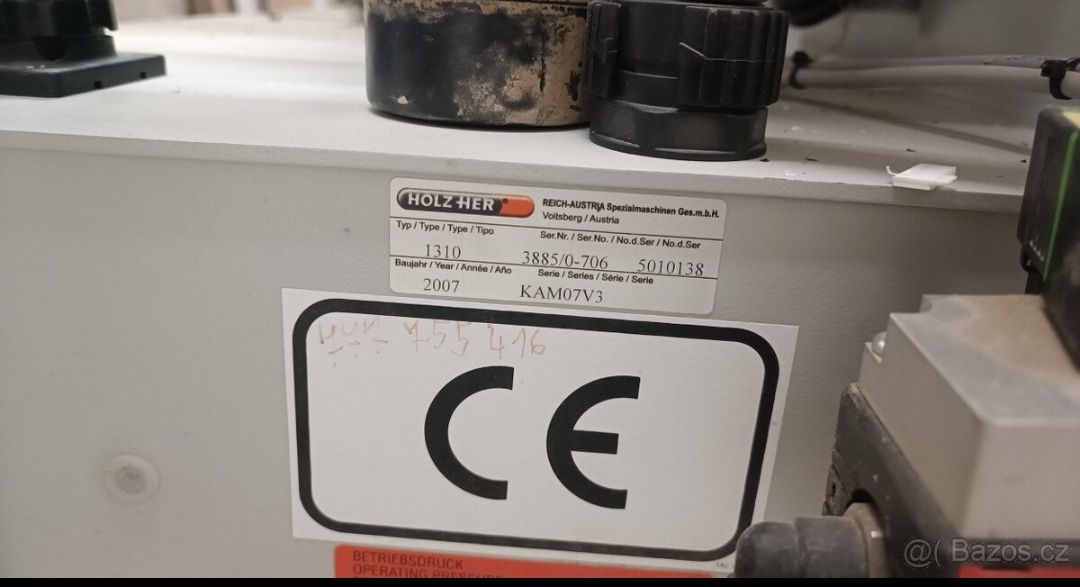 HOLZ HER
REICH-AUSTRIA Spezialmaschinen Ges.m.b.H.
Voitsberg / Austria
Typ / Type / Type / Tipo
Ser.Nr. / Ser.No. / No.d.Ser / No.d.Ser
1310 3885/0-706 5010138
Baujahr / Year / Année / Año
Serie / Series / Série / Serie
2007 KAM07V3
755 416
CE
BETRIEBSDRUCK
OPERATING PRESSURE
@( Bazos.cz